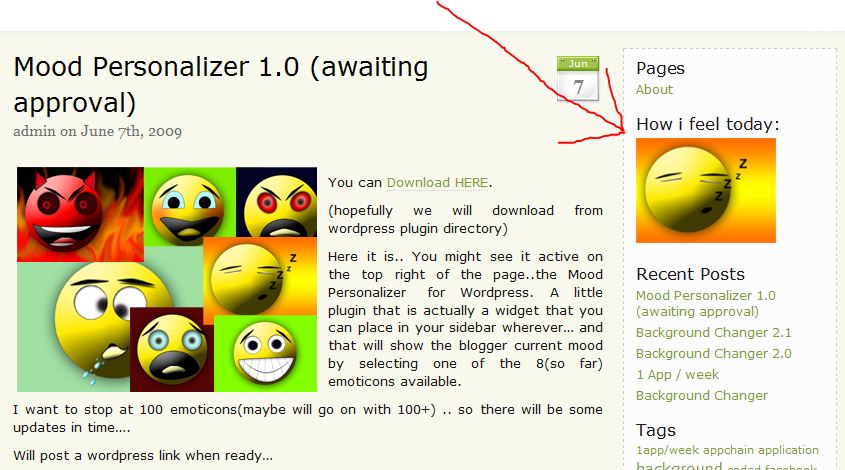 Mood Personalizer 1.0 (awaiting
approval)
admin on June 7th, 2009
Jun
7
You can Download HERE.
(hopefully we will download from
wordpress plugin directory)
Here it is.. You might see it active on
the top right of the page..the Mood
Personalizer for Wordpress. A little
plugin that is actually a widget that you
can place in your sidebar wherever... and
that will show the blogger current mood
by selecting one of the 8(so far)
emoticons available.
z
z
z
I want to stop at 100 emoticons(maybe will go on with 100+) .. so there will be some
updates in time....
Will post a wordpress link when ready...
Pages
About
How i feel today:
z
z
z
Recent Posts
Mood Personalizer 1.0
(awaiting approval)
Background Changer 2.1
Background Changer 2.0
1 App / week
Background Changer
Tags
1app/week appchain application
background coded facebook